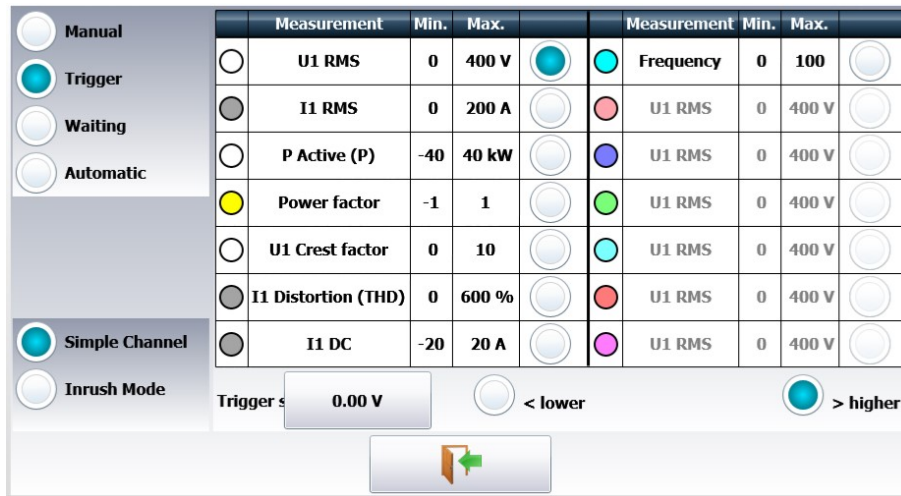 Manual
Trigger
Waiting
Automatic
Simple Channel
Inrush Mode
Measurement Min. Max. Measurement Min. Max.
U1 RMS 0 400 V Frequency 0 100
I1 RMS 0 200 A U1 RMS 0 400 V
P Active (P) -40 40 kW U1 RMS 0 400 V
Power factor -1 1 U1 RMS 0 400 V
U1 Crest factor 0 10 U1 RMS 0 400 V
I1 Distortion (THD) 0 600 % U1 RMS 0 400 V
I1 DC -20 20 A U1 RMS 0 400 V
Trigger s 0.00 V < lower > higher